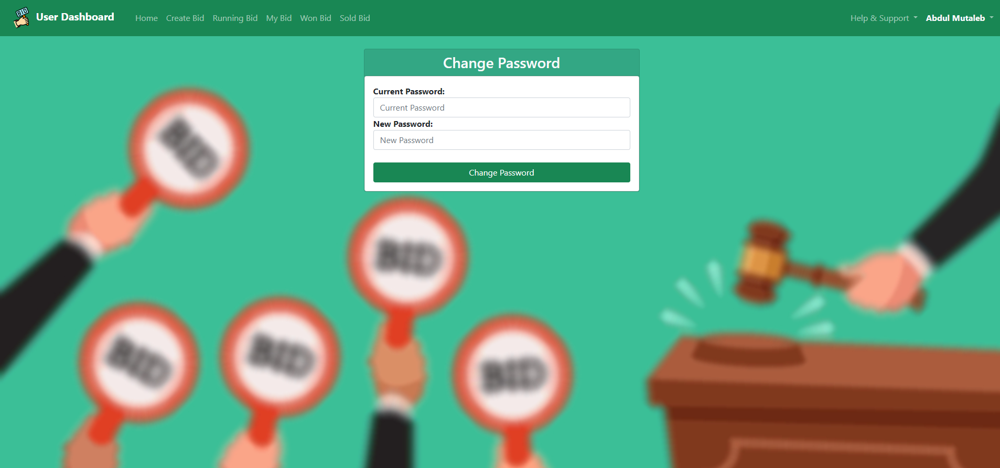 BID
User Dashboard
Home Create Bid Running Bid My Bid Won Bid Sold Bid
Help & Support
Abdul Mutaleb
Change Password
Current Password:
Current Password
New Password:
New Password
Change Password
BID
BID
BID
BID
BID